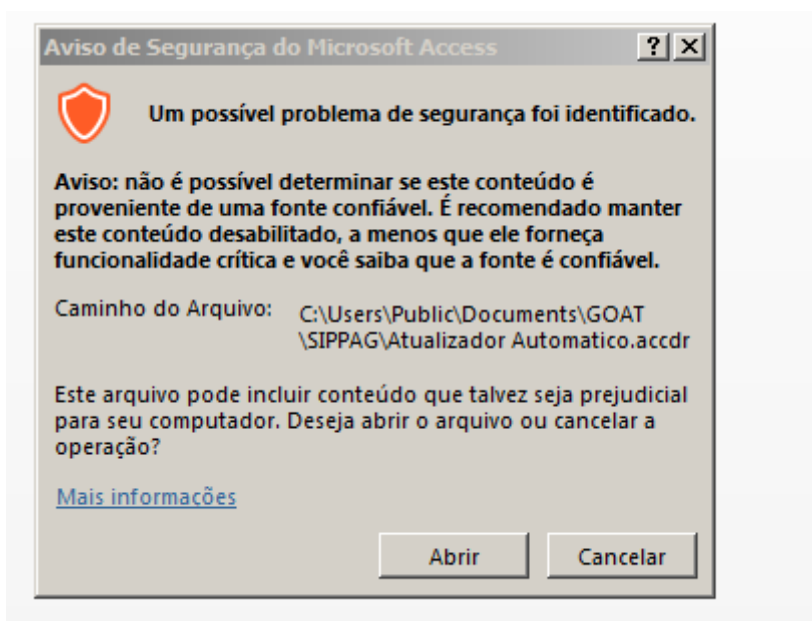 Aviso de Segurança do Microsoft Access
Um possível problema de segurança foi identificado.
Aviso: não é possível determinar se este conteúdo é
proveniente de uma fonte confiável. É recomendado manter
este conteúdo desabilitado, a menos que ele forneça
funcionalidade crítica e você saiba que a fonte é confiável.
Caminho do Arquivo: C:\Users\Public\Documents\GOAT
\SIPPAG\Atualizador Automatico.accdr
Este arquivo pode incluir conteúdo que talvez seja prejudicial
para seu computador. Deseja abrir o arquivo ou cancelar a
operação?
Mais informações
Abrir Cancelar